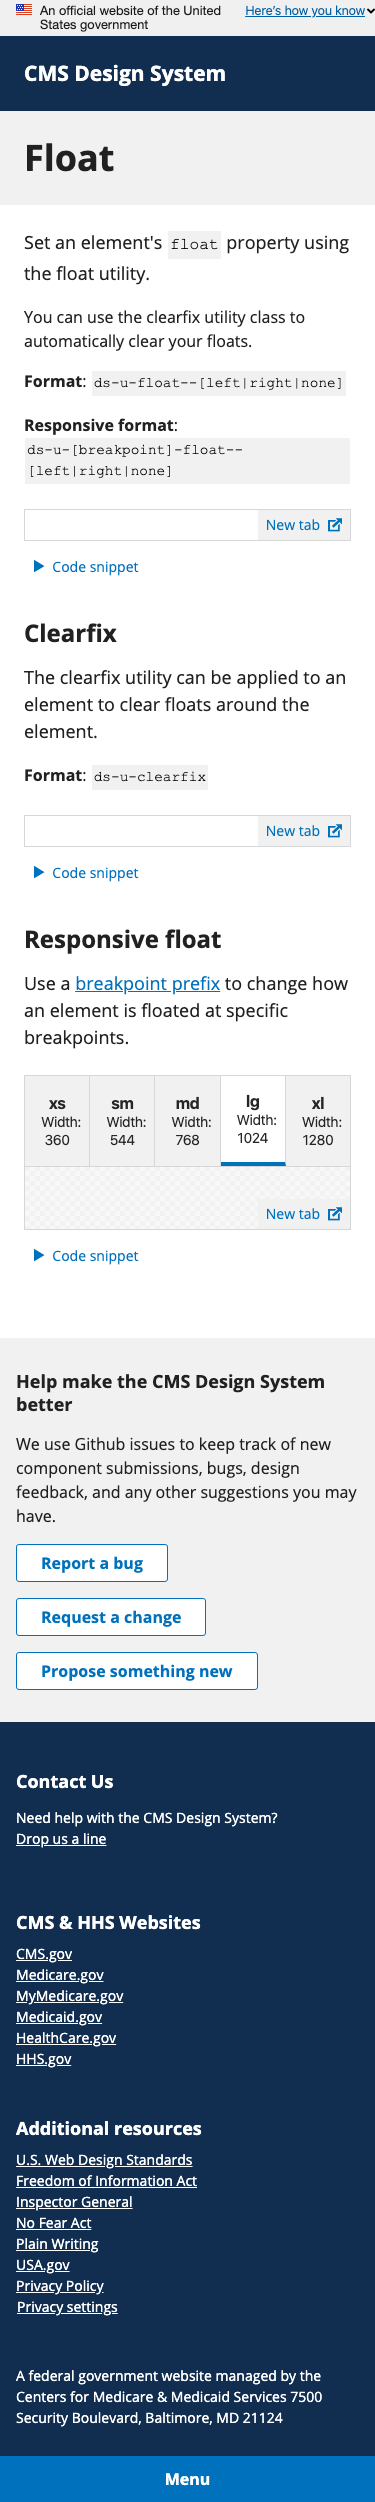 An official website of the United
States government
Here's how you know
CMS Design System
Float
Set an element's float property using
the float utility.
You can use the clearfix utility class to
automatically clear your floats.
Format: ds-u-float--[left|right|none]
Responsive format:
ds-u-[breakpoint]-float--
[left|right|none]
New tab
Code snippet
Clearfix
The clearfix utility can be applied to an
element to clear floats around the
element.
Format: ds-u-clearfix
New tab
Code snippet
Responsive float
Use a breakpoint prefix to change how
an element is floated at specific
breakpoints.
xs
Width:
360
sm
Width:
544
md
Width:
768
lg
Width:
1024
xl
Width:
1280
New tab
Code snippet
Help make the CMS Design System
better
We use Github issues to keep track of new
component submissions, bugs, design
feedback, and any other suggestions you may
have.
Report a bug
Request a change
Propose something new
Contact Us
Need help with the CMS Design System?
Drop us a line
CMS & HHS Websites
CMS.gov
Medicare.gov
MyMedicare.gov
Medicaid.gov
HealthCare.gov
HHS.gov
Additional resources
U.S. Web Design Standards
Freedom of Information Act
Inspector General
No Fear Act
Plain Writing
USA.gov
Privacy Policy
Privacy settings
A federal government website managed by the
Centers for Medicare & Medicaid Services 7500
Security Boulevard, Baltimore, MD 21124
Menu